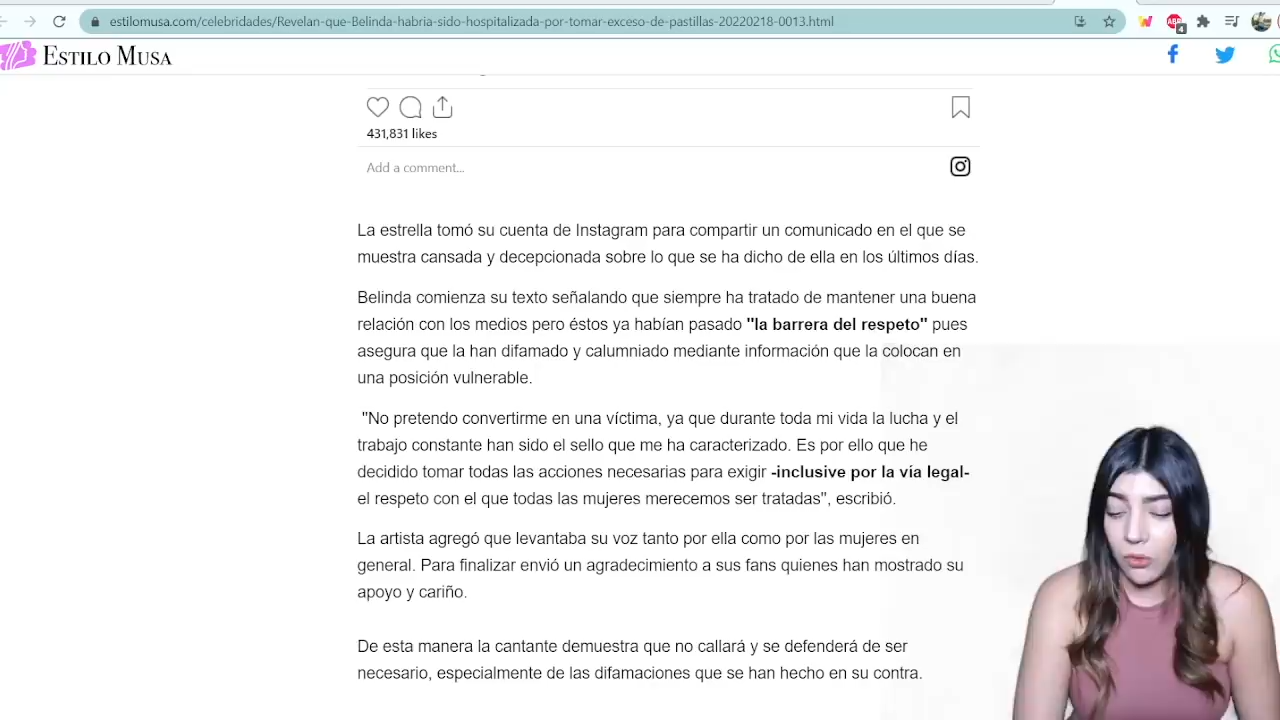 estilomusa.com/celebridades/Revelan-que-Belinda-habria-sido-hospitalizada-por-tomar-exceso-de-pastillas-20220218-0013.html
ABP
4
ESTILO MUSA
431,831 likes
Add a comment...
La estrella tomó su cuenta de Instagram para compartir un comunicado en el que se
muestra cansada y decepcionada sobre lo que se ha dicho de ella en los últimos días.
Belinda comienza su texto señalando que siempre ha tratado de mantener una buena
relación con los medios pero éstos ya habían pasado "la barrera del respeto" pues
asegura que la han difamado y calumniado mediante información que la colocan en
una posición vulnerable.
"No pretendo convertirme en una víctima, ya que durante toda mi vida la lucha y el
trabajo constante han sido el sello que me ha caracterizado. Es por ello que he
decidido tomar todas las acciones necesarias para exigir -inclusive por la vía legal-
el respeto con el que todas las mujeres merecemos ser tratadas", escribió.
La artista agregó que levantaba su voz tanto por ella como por las mujeres en
general. Para finalizar envió un agradecimiento a sus fans quienes han mostrado su
apoyo y cariño.
De esta manera la cantante demuestra que no callará y se defenderá de ser
necesario, especialmente de las difamaciones que se han hecho en su contra.